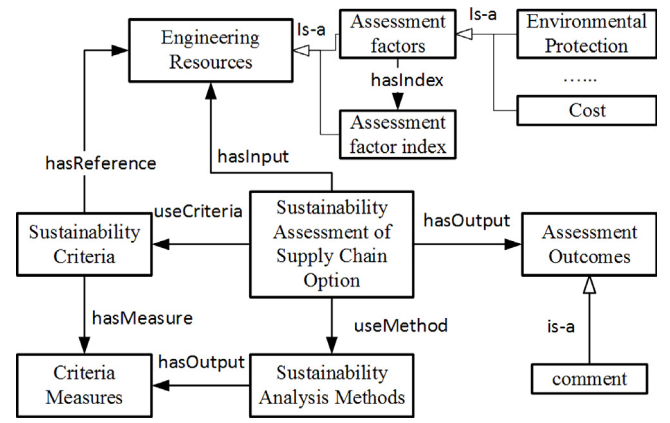 Engineering
Resources
Is-a
Assessment
factors
Is-a
Environmental
Protection
hasIndex
…...
Cost
Assessment
factor index
hasReference
hasInput
useCriteria
Sustainability
Criteria
Sustainability
Assessment of
Supply Chain
Option
hasOutput
Assessment
Outcomes
hasMeasure
useMethod
is-a
Criteria
Measures
hasOutput
Sustainability
Analysis Methods
comment